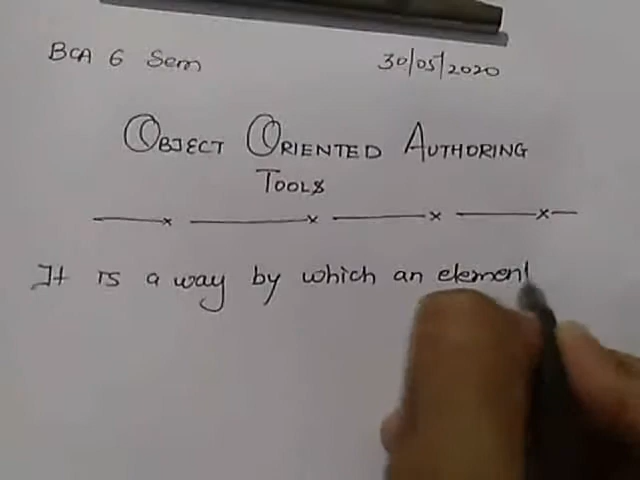 BCA 6 Sem
30/05/2020
OBJECT ORIENTED AUTHORING
TOOLS
It is a way by which an element